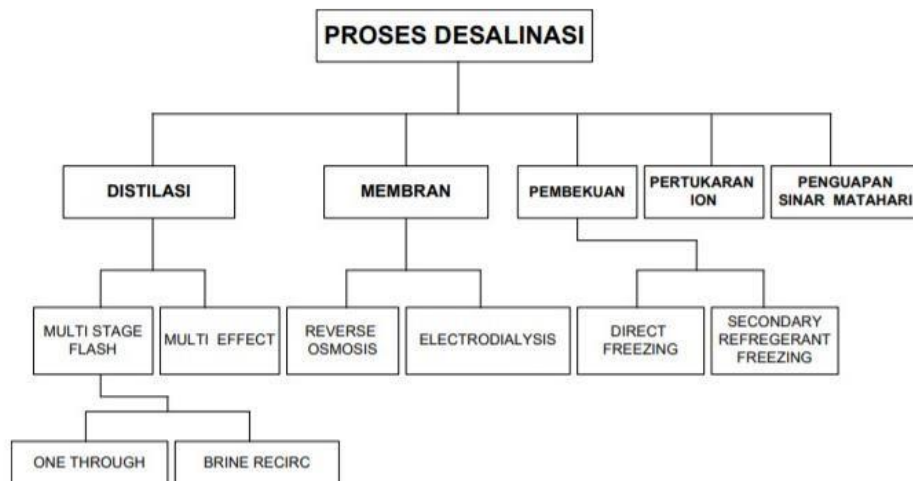 PROSES DESALINASI
DISTILASI
MEMBRAN
PEMBEKUAN
PERTUKARAN
ION
PENGUAPAN
SINAR MATAHARI
MULTI STAGE
FLASH
MULTI EFFECT
REVERSE
OSMOSIS
ELECTRODIALYSIS
DIRECT
FREEZING
SECONDARY
REFREGERANT
FREEZING
ONE THROUGH
BRINE RECIRC